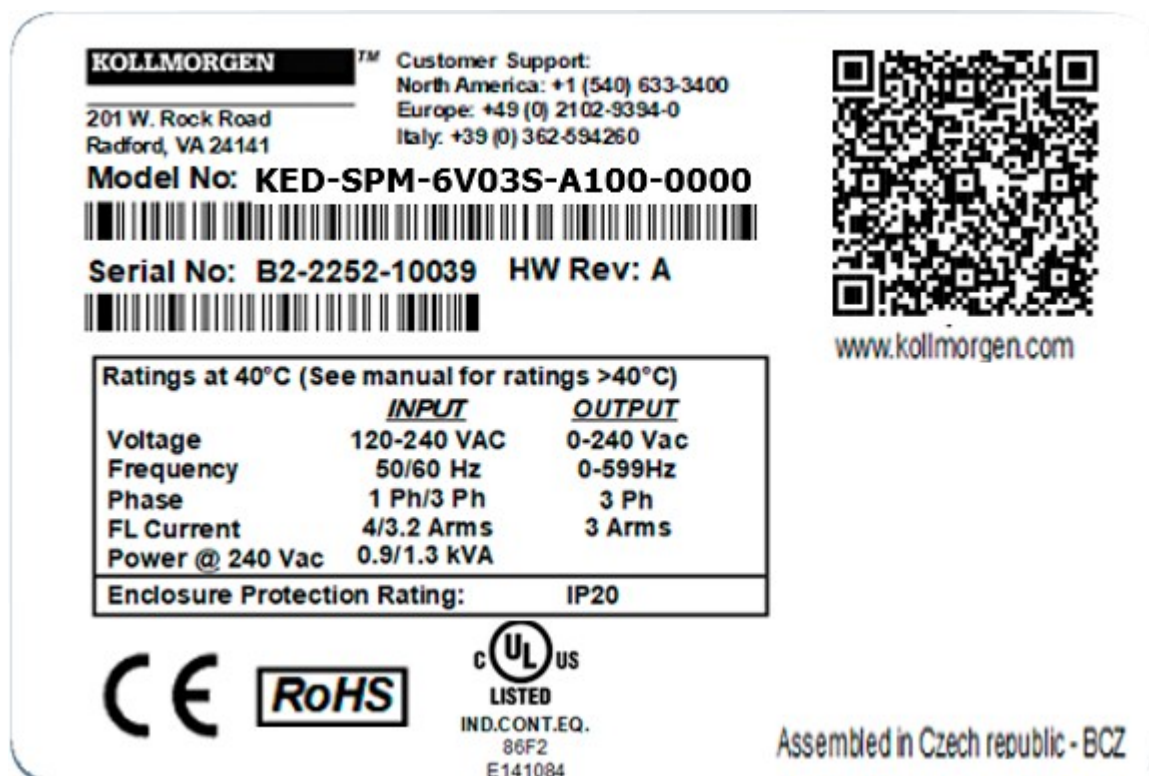 KOLLMORGEN TM
201 W. Rock Road
Radford, VA 24141
Customer Support:
North America: +1 (540) 633-3400
Europe: +49 (0) 2102-9394-0
Italy: +39 (0) 362-594260
Model No: KED-SPM-6V03S-A100-0000
Serial No: B2-2252-10039 HW Rev: A
www.kollmorgen.com
Ratings at 40°C (See manual for ratings >40°C)
INPUT OUTPUT
Voltage 120-240 VAC 0-240 Vac
Frequency 50/60 Hz 0-599Hz
Phase 1 Ph/3 Ph 3 Ph
FL Current 4/3.2 Arms 3 Arms
Power @ 240 Vac 0.9/1.3 kVA
Enclosure Protection Rating: IP20
CE
RoHS
C UL US
LISTED
IND.CONT.EQ.
86F2
E141084
Assembled in Czech republic - BCZ